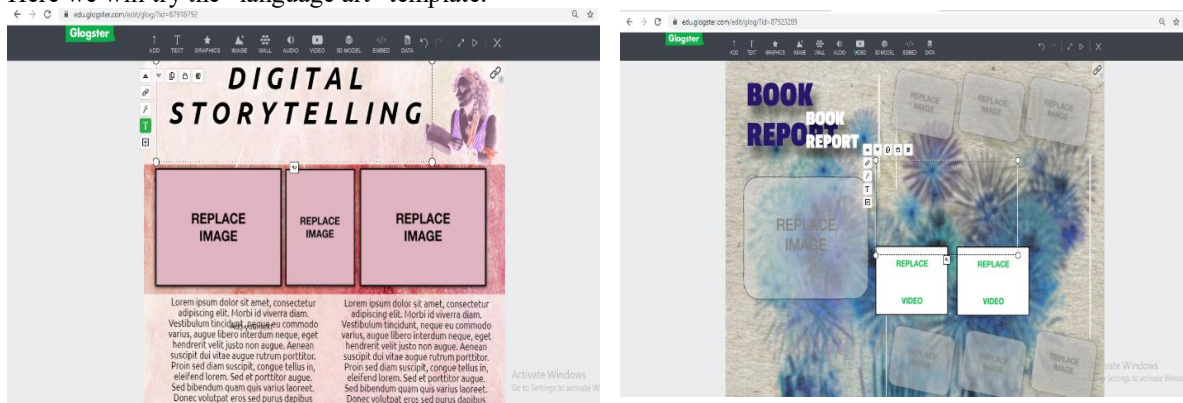 Here we will try the “language art” template.
edu.glogster.com/edit/glog/?id=87918792
Glogster
ADD TEXT GRAPHICS IMAGE WALL AUDIO VIDEO 3D MODEL EMBED DATA
DIGITAL
STORYTELLING
REPLACE
IMAGE
REPLACE
IMAGE
REPLACE
IMAGE
Lorem ipsum dolor sit amet, consectetur
adipiscing elit. Morbi id viverra diam.
Vestibulum tincidunt, neque eu commodo
varius, augue libero interdum neque, eget
hendrerit velit justo non augue. Aenean
suscipit dui vitae augue rutrum porttitor.
Proin sed diam suscipit, congue tellus in,
eleifend lorem. Sed et porttitor augue.
Sed bibendum quam quis varius laoreet.
Donec volutpat eros sed purus dapibus
Lorem ipsum dolor sit amet, consectetur
adipiscing elit. Morbi id viverra diam.
Vestibulum tincidunt, neque eu commodo
varius, augue libero interdum neque, eget
hendrerit velit justo non augue. Aenean
suscipit dui vitae augue rutrum porttitor.
Proin sed diam suscipit, congue tellus in,
eleifend lorem. Sed et porttitor augue.
Sed bibendum quam quis varius laoreet.
Donec volutpat eros sed purus dapibus
Activate Windows
Go to Settings to activate W
edu.glogster.com/edit/glog/?id=87923289
Glogster
ADD TEXT GRAPHICS IMAGE WALL AUDIO VIDEO 3D MODEL EMBED DATA
BOOK
REPORT
BOOK
REPORT
REPLACE
IMAGE
REPLACE
IMAGE
REPLACE
IMAGE
REPLACE
IMAGE
REPLACE
VIDEO
REPLACE
VIDEO
REPLACE
IMAGE
REPLACE
IMAGE
REPLACE
IMAGE
vate Windows
Settings to activate Windo